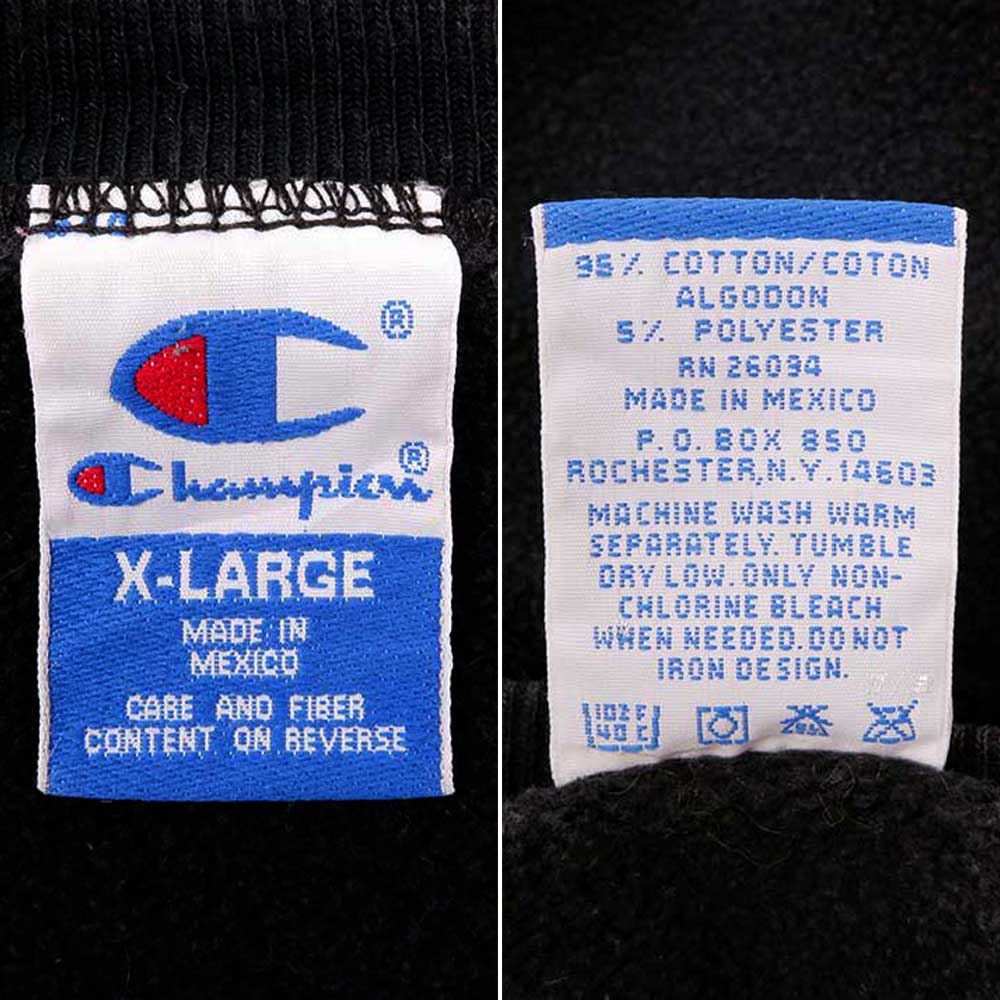 ®
Champion®
X-LARGE
MADE IN
MEXICO
CARE AND FIBER
CONTENT ON REVERSE
95% COTTON/COTON
ALGODON
5% POLYESTER
RN 26094
MADE IN MEXICO
P.O. BOX 850
ROCHESTER, N.Y. 14603
MACHINE WASH WARM
SEPARATELY. TUMBLE
DRY LOW. ONLY NON-
CHLORINE BLEACH
WHEN NEEDED. DO NOT
IRON DESIGN.
102 F
40 C